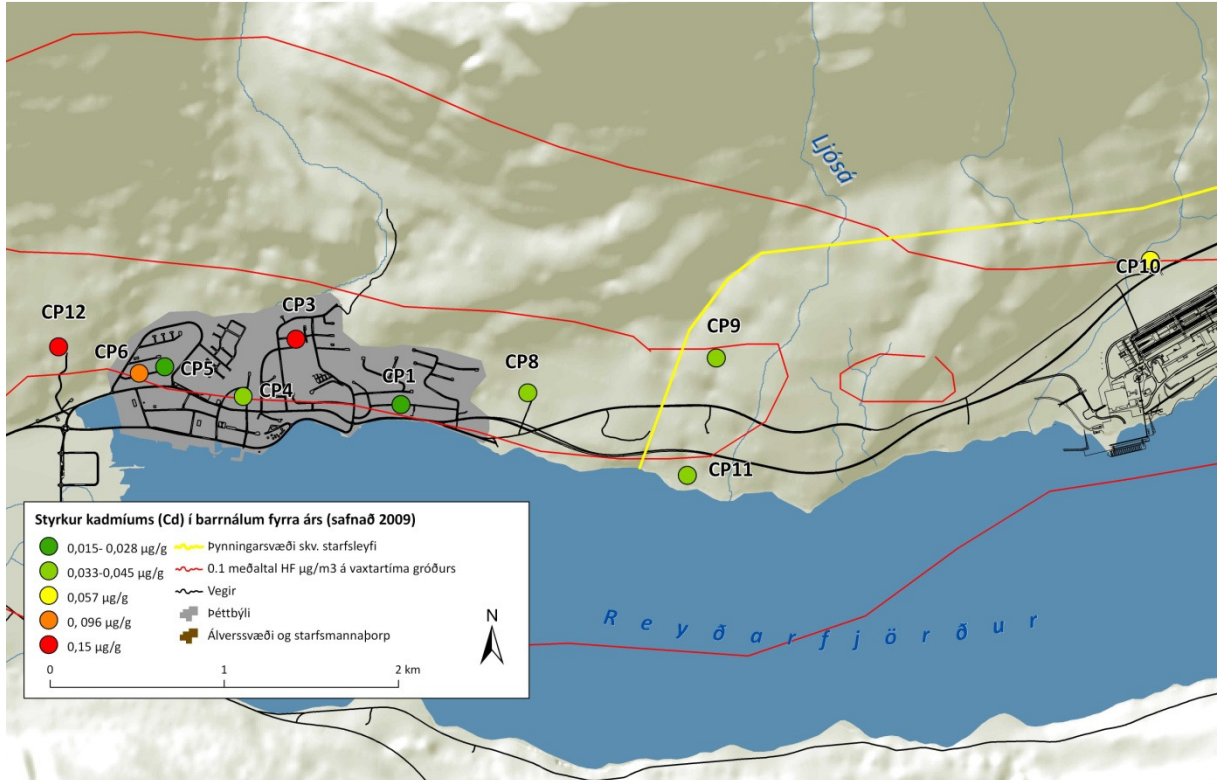 Ljósá
CP10
CP12
CP3
CP9
CP6
CP5
CP8
CP4
CP1
CP11
Styrkur kadmíums (Cd) í barrnálum fyrra árs (safnað 2009)
0,015- 0,028 µg/g
0,033-0,045 µg/g
0,057 µg/g
0, 096 µg/g
0,15 µg/g
Þynningarsvæði skv. starfsleyfi
0.1 meðaltal HF µg/m3 á vaxtartíma gróðurs
Vegir
Þéttbýli
Álverssvæði og starfsmannaþorp
N
0 1 2 km
Reyðarfjörður